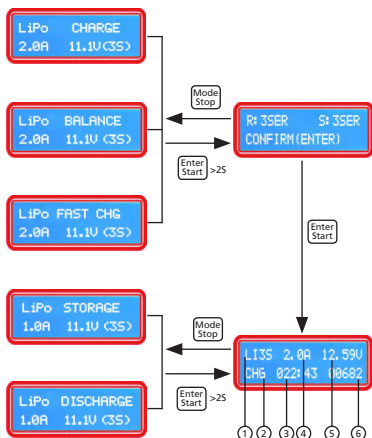 LiPo CHARGE
2.0A 11.1V(3S)
Mode
Stop
LiPo BALANCE
2.0A 11.1V(3S)
R:3SER S:3SER
CONFIRM(ENTER)
Enter
Start
>2S
LiPo FAST CHG
2.0A 11.1V(3S)
Enter
Start
LiPo STORAGE
1.0A 11.1V(3S)
Mode
Stop
LI3S 2.0A 12.59V
CHG 022:43 00682
Enter
Start
>2S
LiPo DISCHARGE
1.0A 11.1V(3S)
1 2 3 4 5 6